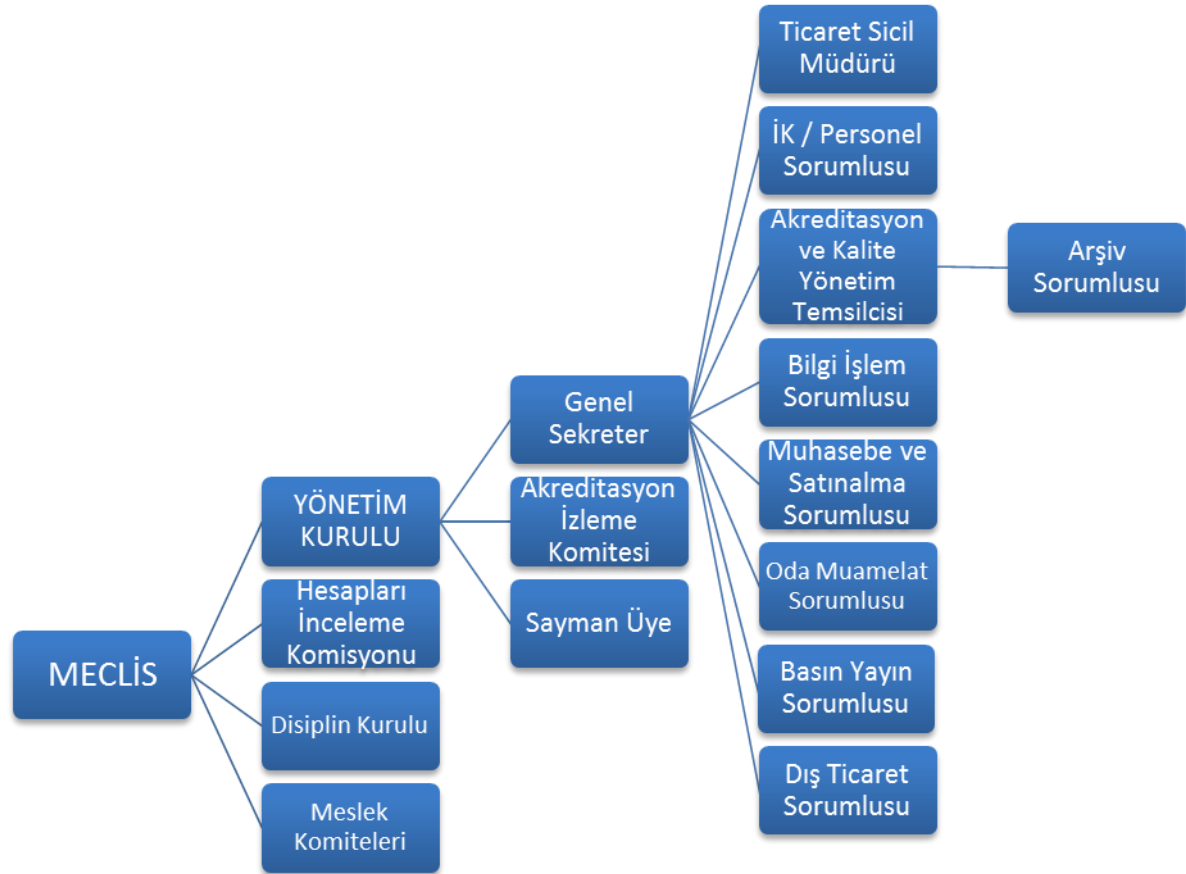 MECLİS
YÖNETİM
KURULU
Hesapları
İnceleme
Komisyonu
Disiplin Kurulu
Meslek
Komiteleri
Genel
Sekreter
Akreditasyon
İzleme
Komitesi
Sayman Üye
Ticaret Sicil
Müdürü
İK / Personel
Sorumlusu
Akreditasyon
ve Kalite
Yönetim
Temsilcisi
Bilgi İşlem
Sorumlusu
Muhasebe ve
Satınalma
Sorumlusu
Oda Muamelat
Sorumlusu
Basın Yayın
Sorumlusu
Dış Ticaret
Sorumlusu
Arşiv
Sorumlusu